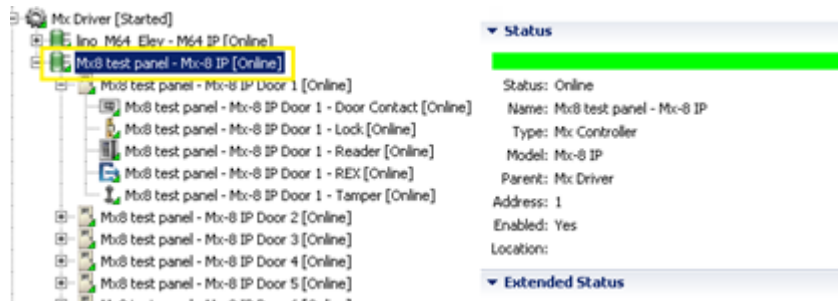 Mx Driver [Started]
lino_M64_Elev - M64 IP [Online]
Mx8 test panel - Mx-8 IP [Online]
Mx8 test panel - Mx-8 IP Door 1 [Online]
Mx8 test panel - Mx-8 IP Door 1 - Door Contact [Online]
Mx8 test panel - Mx-8 IP Door 1 - Lock [Online]
Mx8 test panel - Mx-8 IP Door 1 - Reader [Online]
Mx8 test panel - Mx-8 IP Door 1 - REX [Online]
Mx8 test panel - Mx-8 IP Door 1 - Tamper [Online]
Mx8 test panel - Mx-8 IP Door 2 [Online]
Mx8 test panel - Mx-8 IP Door 3 [Online]
Mx8 test panel - Mx-8 IP Door 4 [Online]
Mx8 test panel - Mx-8 IP Door 5 [Online]
Status
Status: Online
Name: Mx8 test panel - Mx-8 IP
Type: Mx Controller
Model: Mx-8 IP
Parent: Mx Driver
Address: 1
Enabled: Yes
Location:
Extended Status